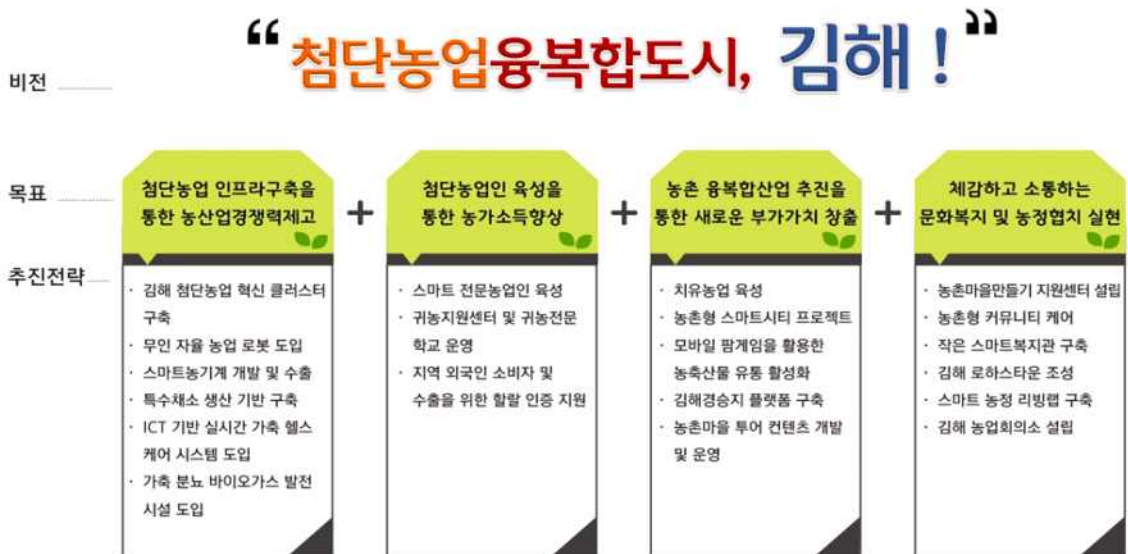 “ 첨단농업융복합도시, 김해 ! ”
비전
목표
첨단농업 인프라구축을
통한 농산업경쟁력제고
+
첨단농업인 육성을
통한 농가소득향상
+
농촌 융복합산업 추진을
통한 새로운 부가가치 창출
+
체감하고 소통하는
문화복지 및 농정협치 실현
추진전략
· 김해 첨단농업 혁신 클러스터
구축
· 무인 자율 농업 로봇 도입
· 스마트농기계 개발 및 수출
· 특수채소 생산 기반 구축
· ICT 기반 실시간 가축 헬스
케어 시스템 도입
· 가축 분뇨 바이오가스 발전
시설 도입
· 스마트 전문농업인 육성
· 귀농지원센터 및 귀농전문
학교 운영
· 지역 외국인 소비자 및
수출을 위한 할랄 인증 지원
· 치유농업 육성
· 농촌형 스마트시티 프로젝트
· 모바일 팜게임을 활용한
농축산물 유통 활성화
· 김해경승지 플랫폼 구축
· 농촌마을 투어 컨텐츠 개발
및 운영
· 농촌마을만들기 지원센터 설립
· 농촌형 커뮤니티 케어
· 작은 스마트복지관 구축
· 김해 로하스타운 조성
· 스마트 농정 리빙랩 구축
· 김해 농업회의소 설립